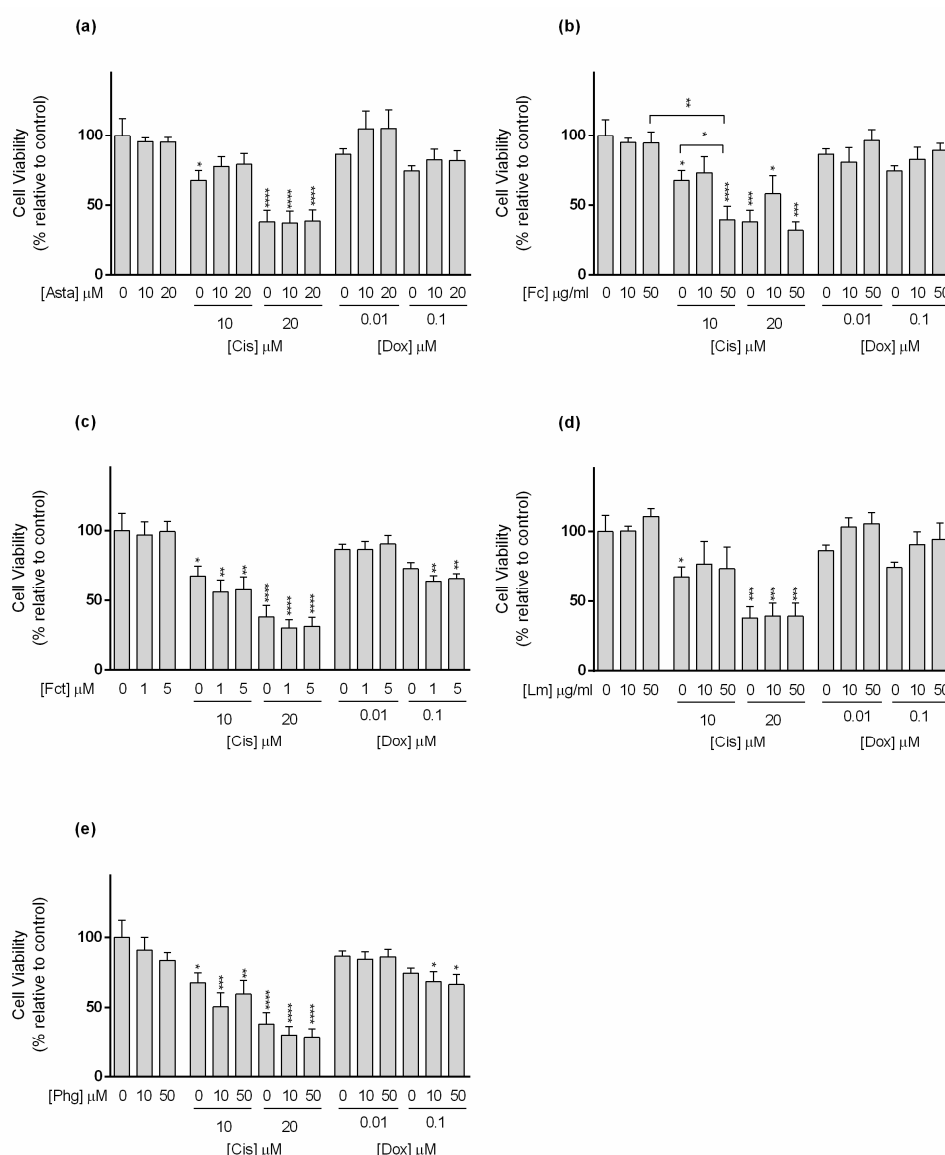 (a)
Cell Viability
(% relative to control)
100
50
0
*
****
****
****
[Asta] μM 0 10 20 0 10 20 0 10 20 0 10 20 0 10 20
10 20 0.01 0.1
[Cis] μM [Dox] μM
(b)
Cell Viability
(% relative to control)
100
50
0
**
*
*
****
***
*
***
[Fc] μg/ml 0 10 50 0 10 50 0 10 50 0 10 50 0 10 50
10 20 0.01 0.1
[Cis] μM [Dox] μM
(c)
Cell Viability
(% relative to control)
100
50
0
*
**
**
****
****
****
**
**
[Fct] μM 0 1 5 0 1 5 0 1 5 0 1 5 0 1 5
10 20 0.01 0.1
[Cis] μM [Dox] μM
(d)
Cell Viability
(% relative to control)
100
50
0
*
***
***
***
[Lm] μg/ml 0 10 50 0 10 50 0 10 50 0 10 50 0 10 50
10 20 0.01 0.1
[Cis] μM [Dox] μM
(e)
Cell Viability
(% relative to control)
100
50
0
*
***
**
****
****
****
*
*
[Phg] μM 0 10 50 0 10 50 0 10 50 0 10 50 0 10 50
10 20 0.01 0.1
[Cis] μM [Dox] μM